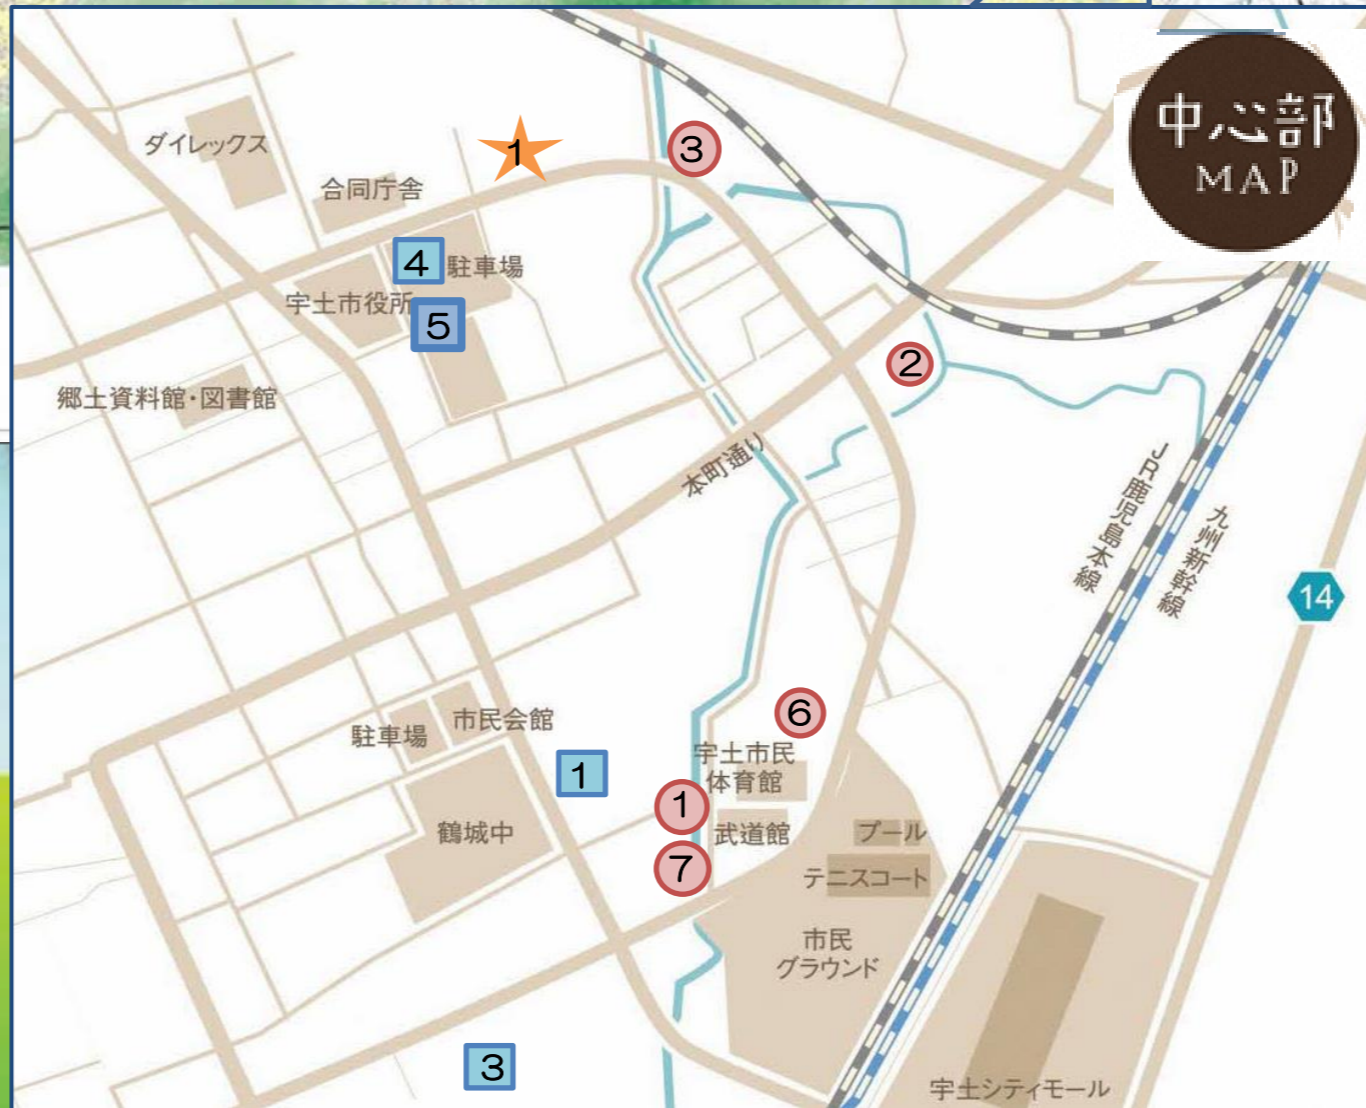 中心部
MAP
ダイレックス
1
3
合同庁舎
4
駐車場
宇土市役所
5
2
郷土資料館・図書館
本町通り
JR鹿児島本線
九州新幹線
14
6
駐車場
市民会館
宇土市民
体育館
1
1
鶴城中
武道館
プール
7
テニスコート
市民
グラウンド
3
宇土シティモール